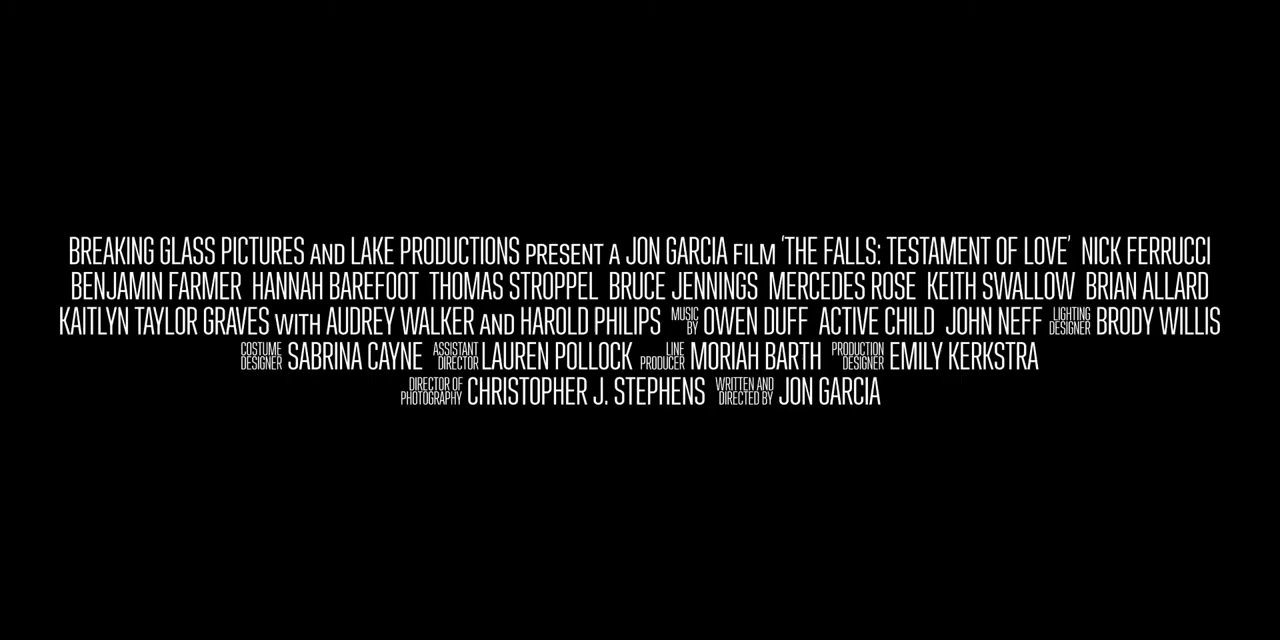 BREAKING GLASS PICTURES AND LAKE PRODUCTIONS PRESENT A JON GARCIA FILM 'THE FALLS: TESTAMENT OF LOVE' NICK FERRUCCI
BENJAMIN FARMER HANNAH BAREFOOT THOMAS STROPPEL BRUCE JENNINGS MERCEDES ROSE KEITH SWALLOW BRIAN ALLARD
KAITLYN TAYLOR GRAVES WITH AUDREY WALKER AND HAROLD PHILIPS MUSIC BY OWEN DUFF ACTIVE CHILD JOHN NEFF LIGHTING DESIGNER BRODY WILLIS
COSTUME DESIGNER SABRINA CAYNE ASSISTANT DIRECTOR LAUREN POLLOCK LINE PRODUCER MORIAH BARTH PRODUCTION DESIGNER EMILY KERKSTRA
DIRECTOR OF PHOTOGRAPHY CHRISTOPHER J. STEPHENS WRITTEN AND DIRECTED BY JON GARCIA